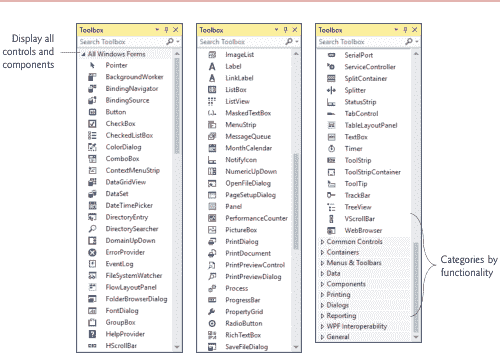 Display all
controls and
components
Toolbox
Search Toolbox
All Windows Forms
Pointer
BackgroundWorker
BindingNavigator
BindingSource
Button
CheckBox
CheckedListBox
ColorDialog
ComboBox
ContextMenuStrip
DataGridView
DataSet
DateTimePicker
DirectoryEntry
DirectorySearcher
DomainUpDown
ErrorProvider
EventLog
FileSystemWatcher
FlowLayoutPanel
FolderBrowserDialog
FontDialog
GroupBox
HelpProvider
HScrollBar
Toolbox
Search Toolbox
ImageList
Label
LinkLabel
ListBox
ListView
MaskedTextBox
MenuStrip
MessageQueue
MonthCalendar
NotifyIcon
NumericUpDown
OpenFileDialog
PageSetupDialog
Panel
PerformanceCounter
PictureBox
PrintDialog
PrintDocument
PrintPreviewControl
PrintPreviewDialog
Process
ProgressBar
PropertyGrid
RadioButton
RichTextBox
SaveFileDialog
Toolbox
Search Toolbox
SerialPort
ServiceController
SplitContainer
Splitter
StatusStrip
TabControl
TableLayoutPanel
TextBox
Timer
ToolStrip
ToolStripContainer
ToolTip
TrackBar
TreeView
VScrollBar
WebBrowser
Common Controls
Containers
Menus & Toolbars
Data
Components
Printing
Dialogs
Reporting
WPF Interoperability
General
Categories by
functionality